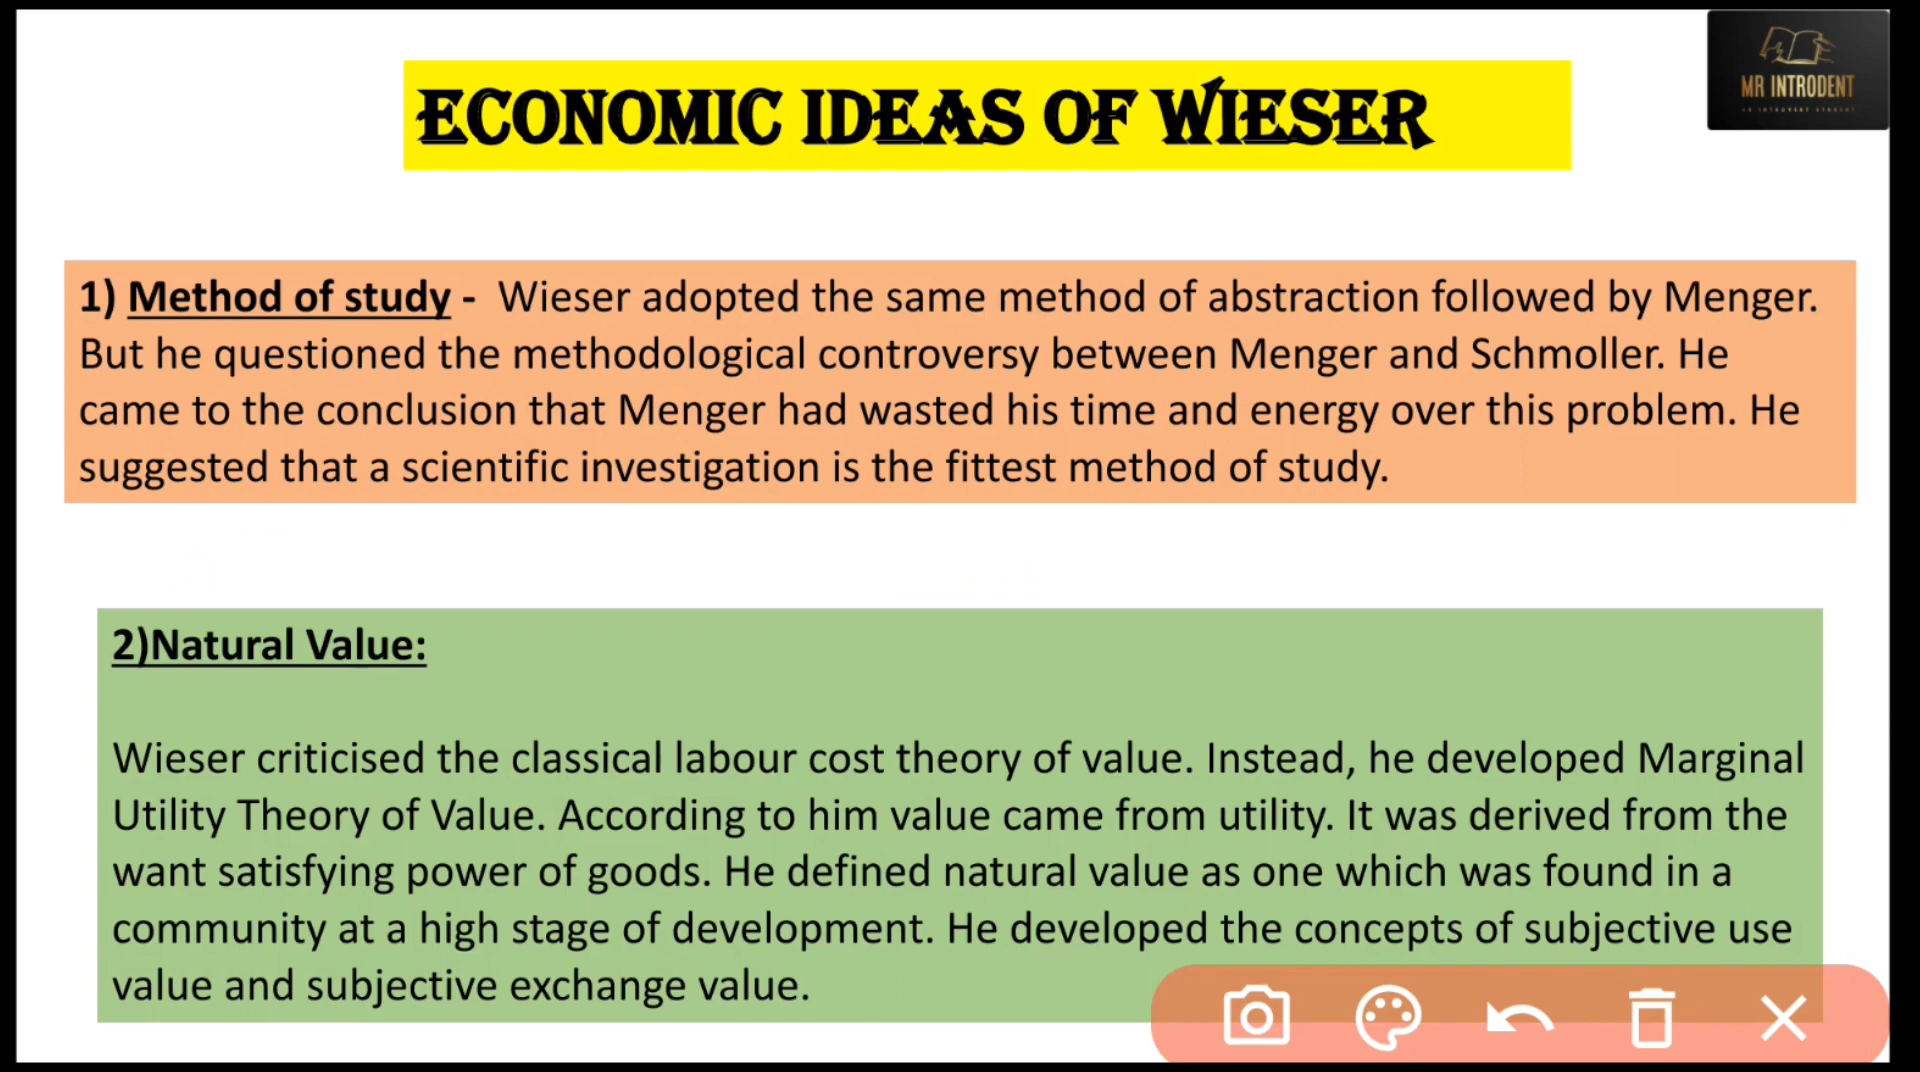 MR INTRODENT
AN INTROVERT STUDENT
ECONOMIC IDEAS OF WIESER
1) Method of study - Wieser adopted the same method of abstraction followed by Menger.
But he questioned the methodological controversy between Menger and Schmoller. He
came to the conclusion that Menger had wasted his time and energy over this problem. He
suggested that a scientific investigation is the fittest method of study.
2)Natural Value:
Wieser criticised the classical labour cost theory of value. Instead, he developed Marginal
Utility Theory of Value. According to him value came from utility. It was derived from the
want satisfying power of goods. He defined natural value as one which was found in a
community at a high stage of development. He developed the concepts of subjective use
value and subjective exchange value.